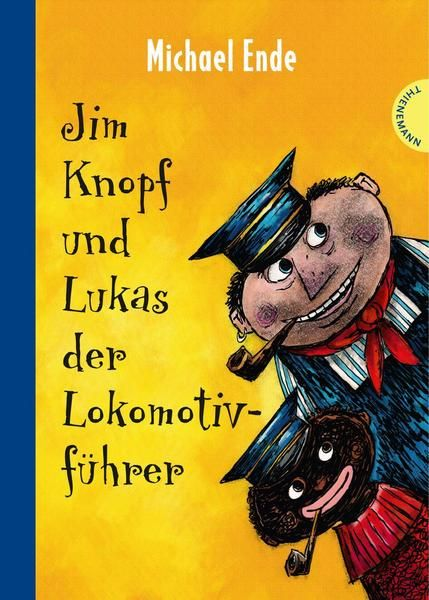 Michael Ende
THIENEMANN
Jim
Knopf
und
Lukas
der
Lokomotiv-
führer